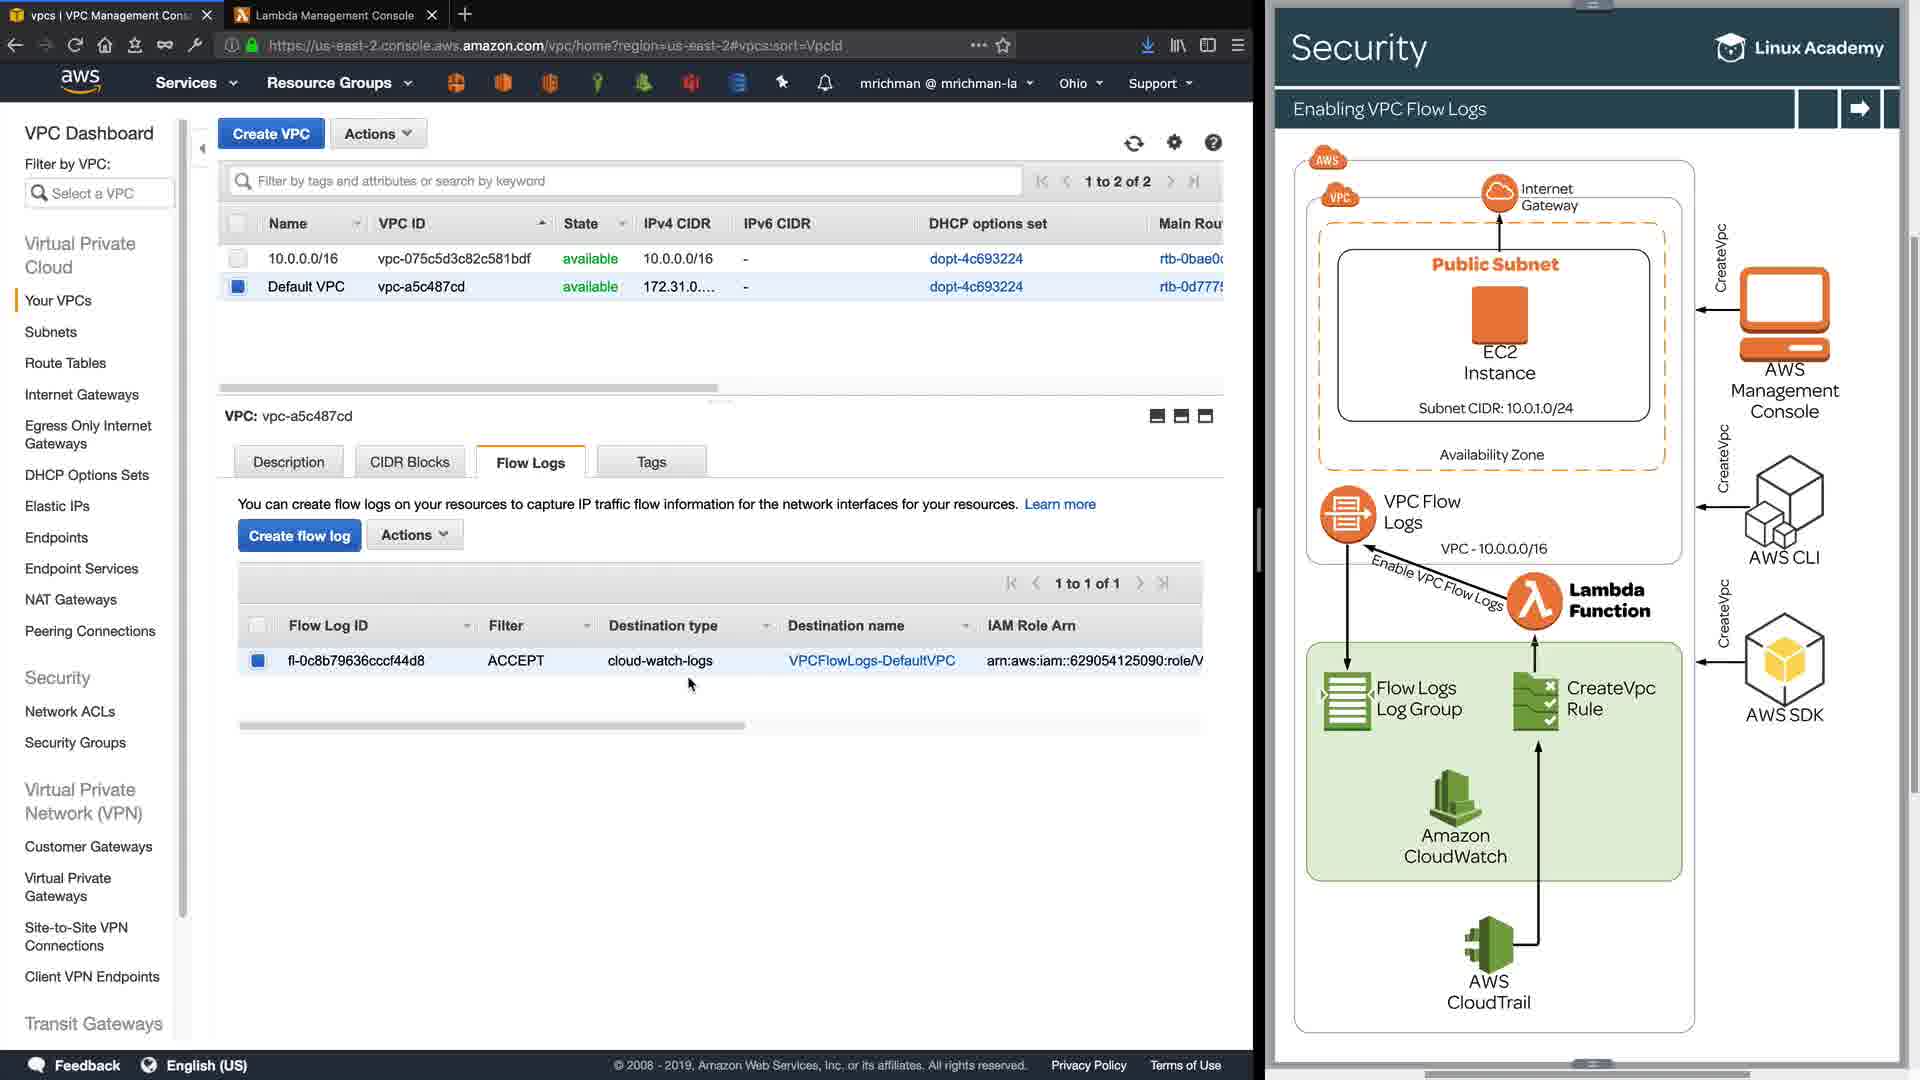 vpcs | VPC Management Cons
Lambda Management Console
https://us-east-2.console.aws.amazon.com/vpc/home?region=us-east-2#vpcs:sort=VpcId
aws
Services
Resource Groups
mrichman @ mrichman-la
Ohio
Support
VPC Dashboard
Filter by VPC:
Select a VPC
Virtual Private
Cloud
Your VPCs
Subnets
Route Tables
Internet Gateways
Egress Only Internet
Gateways
DHCP Options Sets
Elastic IPs
Endpoints
Endpoint Services
NAT Gateways
Peering Connections
Security
Network ACLs
Security Groups
Virtual Private
Network (VPN)
Customer Gateways
Virtual Private
Gateways
Site-to-Site VPN
Connections
Client VPN Endpoints
Transit Gateways
Create VPC
Actions
Filter by tags and attributes or search by keyword
1 to 2 of 2
Name VPC ID State IPv4 CIDR IPv6 CIDR DHCP options set Main Rou
10.0.0.0/16 vpc-075c5d3c82c581bdf available 10.0.0.0/16 - dopt-4c693224 rtb-0bae0c
Default VPC vpc-a5c487cd available 172.31.0.... - dopt-4c693224 rtb-0d7775
VPC: vpc-a5c487cd
Description
CIDR Blocks
Flow Logs
Tags
You can create flow logs on your resources to capture IP traffic flow information for the network interfaces for your resources. Learn more
Create flow log
Actions
1 to 1 of 1
Flow Log ID Filter Destination type Destination name IAM Role Arn
fl-0c8b79636cccf44d8 ACCEPT cloud-watch-logs VPCFlowLogs-DefaultVPC arn:aws:iam::629054125090:role/V
Feedback
English (US)
© 2008 - 2019, Amazon Web Services, Inc. or its affiliates. All rights reserved.
Privacy Policy
Terms of Use
Security
Linux Academy
Enabling VPC Flow Logs
AWS
VPC
Internet
Gateway
Public Subnet
EC2
Instance
Subnet CIDR: 10.0.1.0/24
Availability Zone
VPC Flow
Logs
VPC - 10.0.0.0/16
Enable VPC Flow Logs
Lambda
Function
Flow Logs
Log Group
CreateVpc
Rule
Amazon
CloudWatch
AWS
CloudTrail
CreateVpc
AWS
Management
Console
CreateVpc
AWS CLI
CreateVpc
AWS SDK